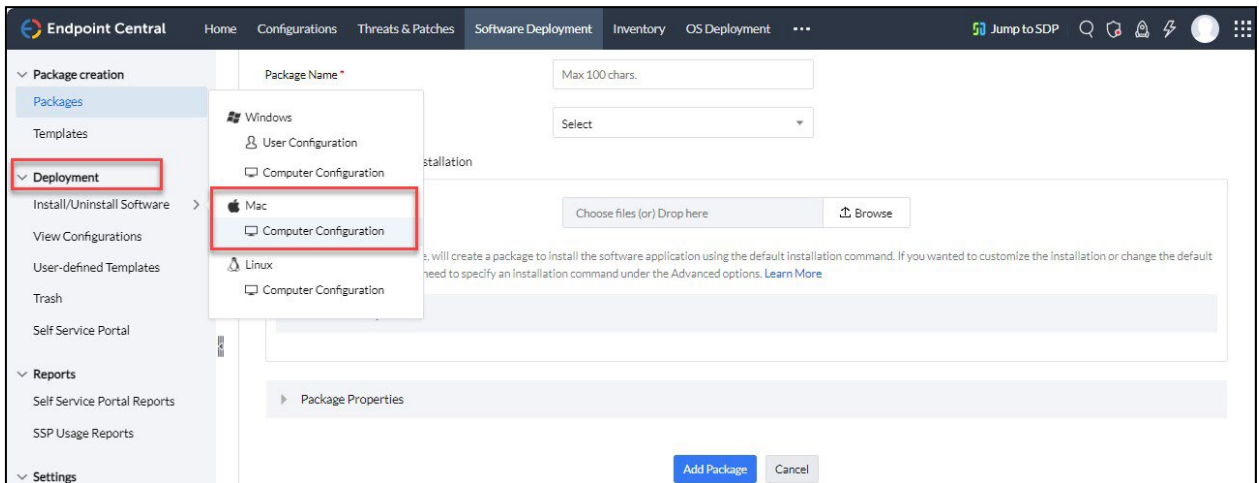 Endpoint Central Home Configurations Threats & Patches Software Deployment Inventory OS Deployment ••• Jump to SDP
Package creation
Packages
Templates
Deployment
Install/Uninstall Software
View Configurations
User-defined Templates
Trash
Self Service Portal
Reports
Self Service Portal Reports
SSP Usage Reports
Settings
Windows
User Configuration
Computer Configuration
Mac
Computer Configuration
Linux
Computer Configuration
Package Name *
Max 100 chars.
Select
stallation
Choose files (or) Drop here
Browse
, will create a package to install the software application using the default installation command. If you wanted to customize the installation or change the default
need to specify an installation command under the Advanced options. Learn More
Package Properties
Add Package Cancel